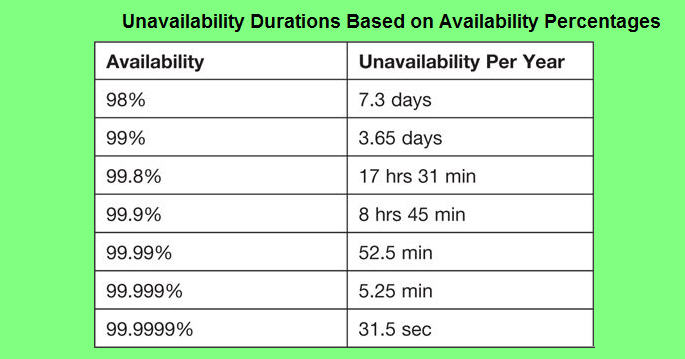 Unavailability Durations Based on Availability Percentages
Availability Unavailability Per Year
98% 7.3 days
99% 3.65 days
99.8% 17 hrs 31 min
99.9% 8 hrs 45 min
99.99% 52.5 min
99.999% 5.25 min
99.9999% 31.5 sec